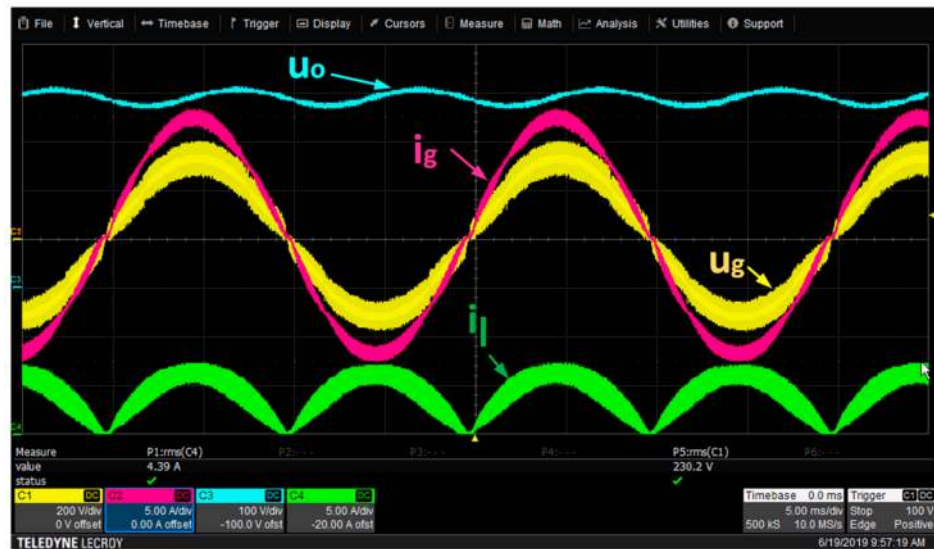 File Vertical Timebase Trigger Display Cursors Measure Math Analysis Utilities Support
uo
ig
ug
il
C1
C3
C4
Measure P1:rms(C4) P2:- - - P3:- - - P4:- - - P5:rms(C1) P6:- - -
value 4.39 A 230.2 V
status
C1 DC C2 DC C3 DC C4 DC Timebase 0.0 ms Trigger C1 DC
200 V/div 5.00 A/div 100 V/div 5.00 A/div 5.00 ms/div Stop 100 V
0 V offset 0.00 A offset -100.0 V ofst -20.00 A ofst 500 kS 10.0 MS/s Edge Positive
TELEDYNE LECROY 6/19/2019 9:57:19 AM